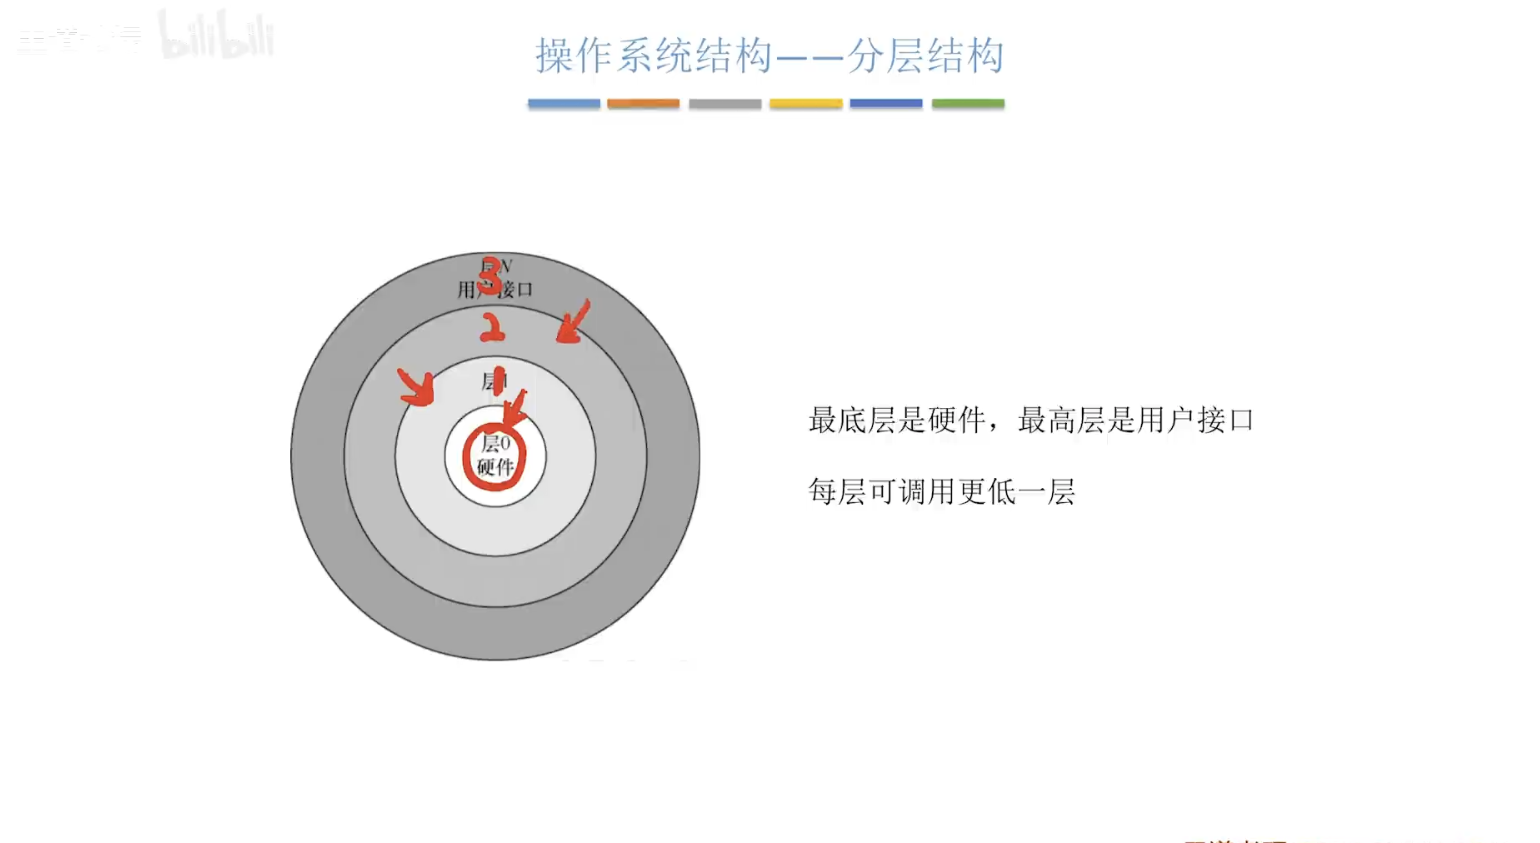 bilibili
操作系统结构——分层结构
3
用户接口
2
1
层0
硬件
最底层是硬件，最高层是用户接口
每层可调用更低一层